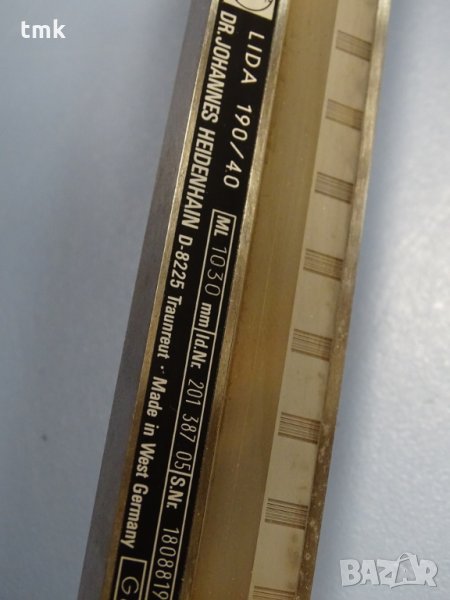 tmk
LIDA 190/40
ML 1030 mm Id.Nr. 201 387 05 S.Nr. 1808819
DR. JOHANNES HEIDENHAIN D-8225 Traunreut · Made in West Germany
bazar